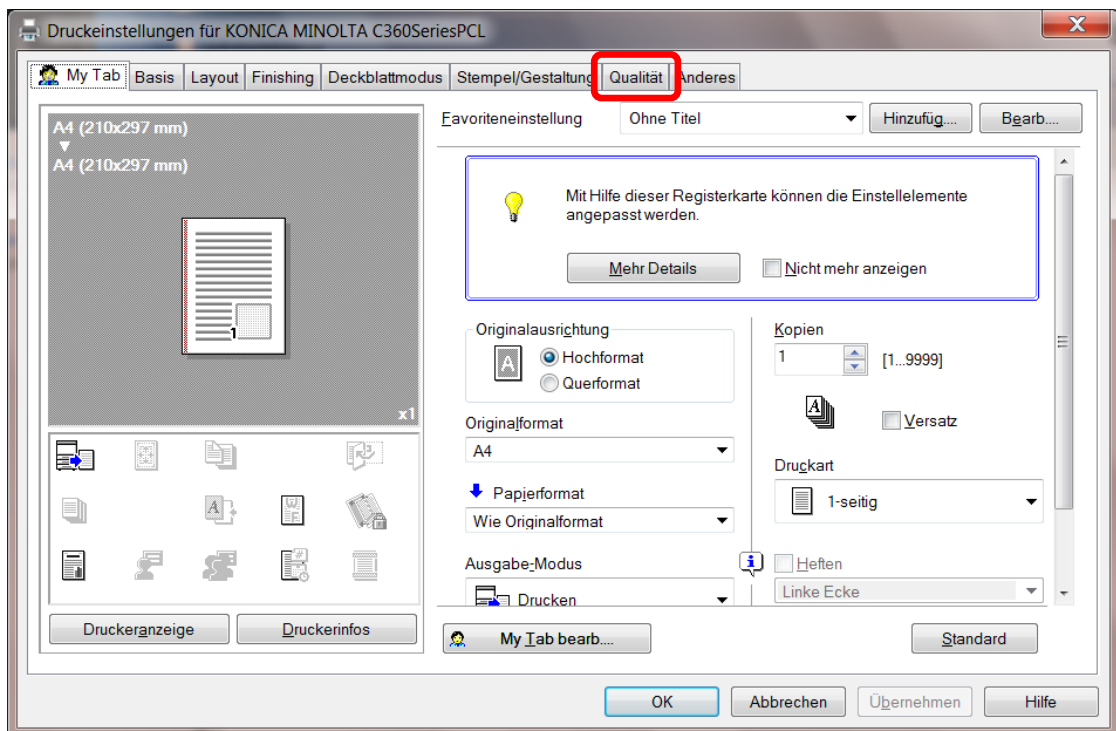 Druckeinstellungen für KONICA MINOLTA C360SeriesPCL
X
My Tab Basis Layout Finishing Deckblattmodus Stempel/Gestaltung Qualität Anderes
A4 (210x297 mm)
A4 (210x297 mm)
1
x1
Druckeranzeige Druckerinfos
Favoriteneinstellung Ohne Titel Hinzufüg.... Bearb....
Mit Hilfe dieser Registerkarte können die Einstellelemente
angepasst werden.
Mehr Details Nicht mehr anzeigen
Originalausrichtung
A
Hochformat
Querformat
Originalformat
A4
Papierformat
Wie Originalformat
Ausgabe-Modus
Drucken
Kopien
1 [1...9999]
A
Versatz
Druckart
1-seitig
Heften
Linke Ecke
My Tab bearb.... Standard
OK Abbrechen Übernehmen Hilfe